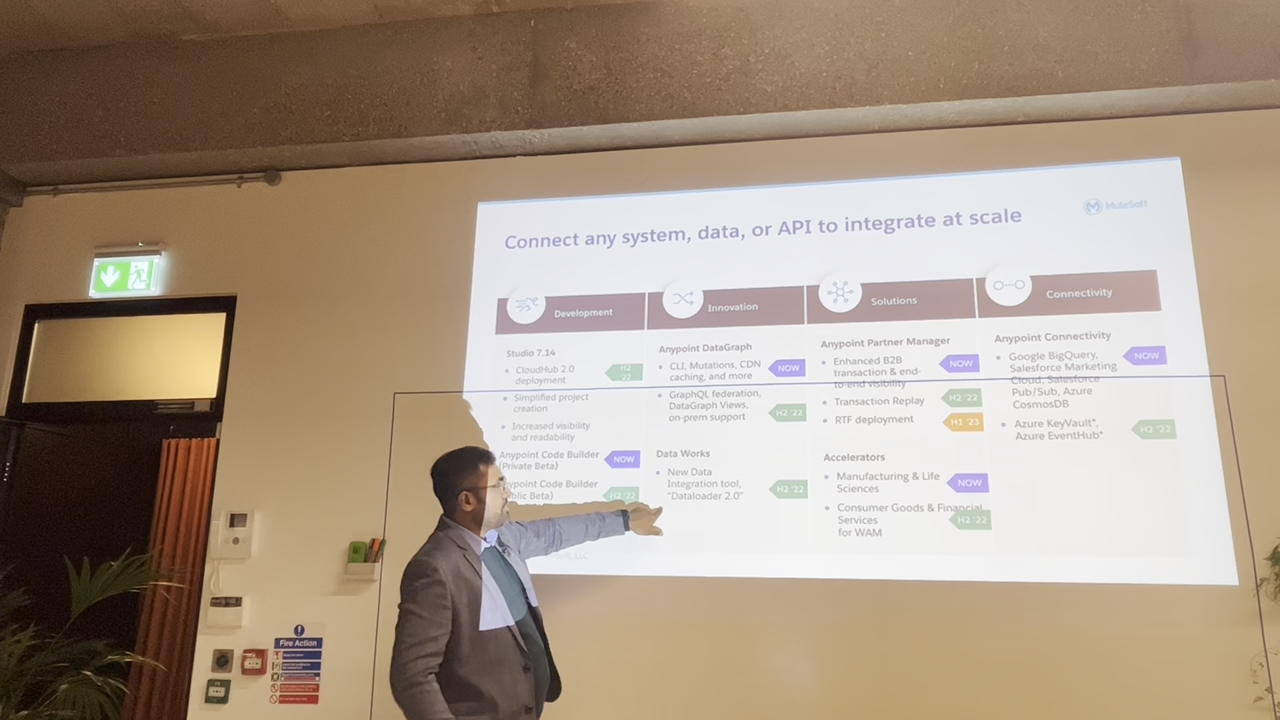 MuleSoft
Connect any system, data, or API to integrate at scale
Development
Studio 7.14
CloudHub 2.0
deployment
H2
'22
Simplified project
creation
Increased visibility
and readability
Anypoint Code Builder
(Private Beta)
NOW
Anypoint Code Builder
Beta)
H2 '22
LLC
Innovation
Anypoint DataGraph
CLI, Mutations, CDN
caching, and more
NOW
GraphQL federation,
DataGraph Views,
on-prem support
H2 '22
Data Works
New Data
Integration tool,
"Dataloader 2.0"
H2 '22
Solutions
Anypoint Partner Manager
Enhanced B2B
transaction & end-
to-end visibility
NOW
Transaction Replay
H2 '22
RTF deployment
H1 '23
Accelerators
Manufacturing & Life
Sciences
NOW
Consumer Goods & Financial
Services
for WAM
H2 '22
Connectivity
Anypoint Connectivity
Google BigQuery,
Salesforce Marketing
Cloud, Salesforce
Pub/Sub, Azure
CosmosDB
NOW
Azure KeyVault*,
Azure EventHub*
H2 '22
Fire Action